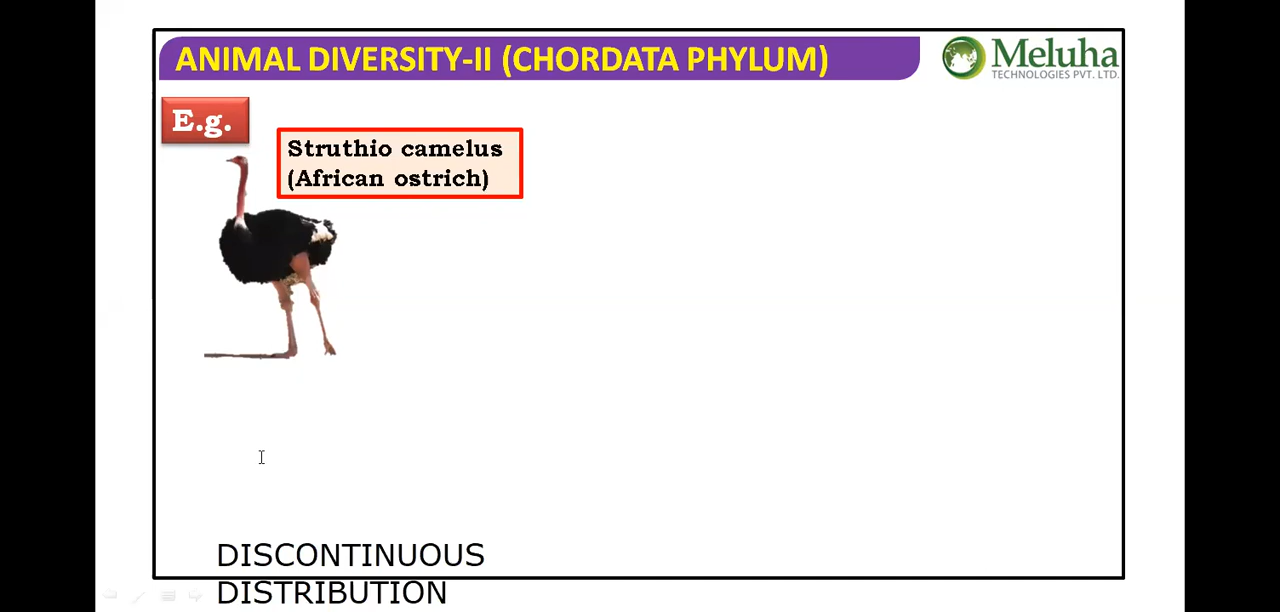 ANIMAL DIVERSITY-II (CHORDATA PHYLUM)
Meluha
TECHNOLOGIES PVT. LTD.
E.g.
Struthio camelus
(African ostrich)
DISCONTINUOUS
DISTRIBUTION